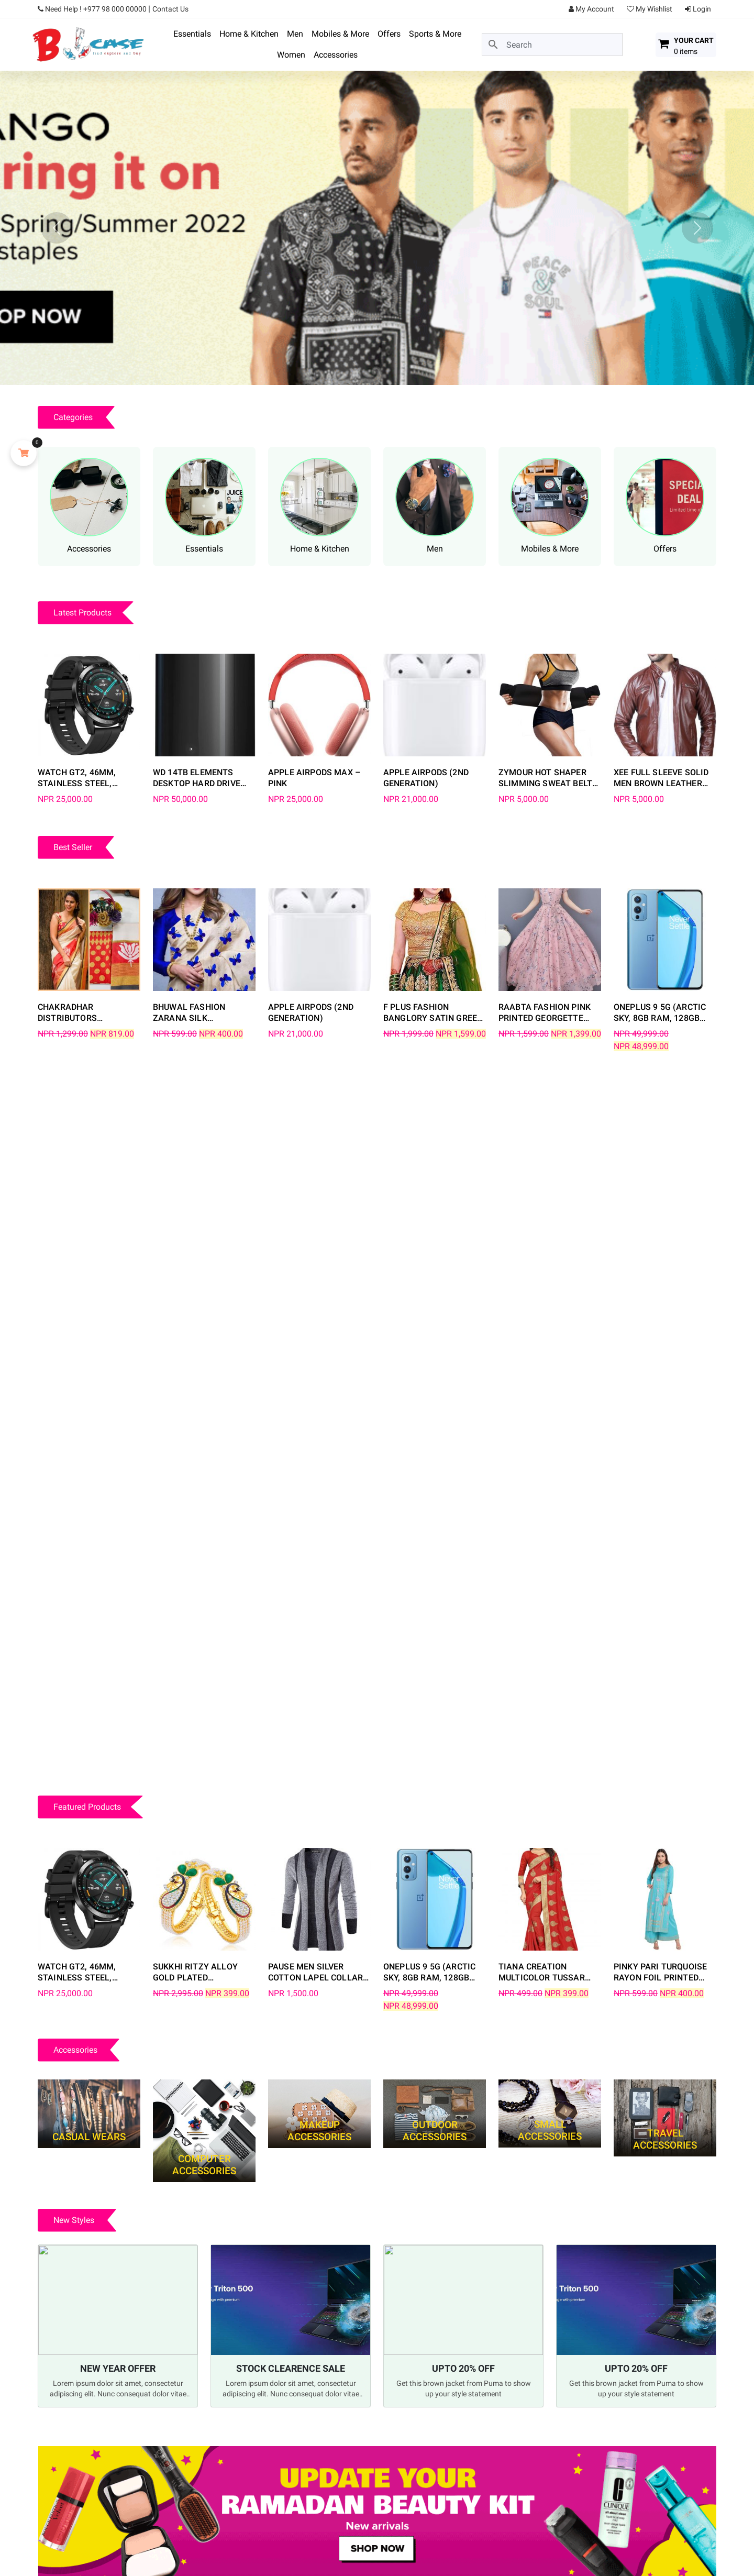 Need Help ! +977 98 000 00000 | Contact Us
My Account My Wishlist Login
CASE
Essentials Home & Kitchen Men Mobiles & More Offers Sports & More
Women Accessories
Search
YOUR CART
0 items
ANGO
ring it on
Spring/Summer 2022
staples
OP NOW
PEACE
&
SOUL
Categories
0
JUICE
SPECIA
DEAL
Limited time o
Accessories
Essentials
Home & Kitchen
Men
Mobiles & More
Offers
Latest Products
WATCH GT2, 46MM,
STAINLESS STEEL,...
NPR 25,000.00
WD 14TB ELEMENTS
DESKTOP HARD DRIVE...
NPR 50,000.00
APPLE AIRPODS MAX –
PINK
NPR 25,000.00
APPLE AIRPODS (2ND
GENERATION)
NPR 21,000.00
ZYMOUR HOT SHAPER
SLIMMING SWEAT BELT...
NPR 5,000.00
XEE FULL SLEEVE SOLID
MEN BROWN LEATHER...
NPR 5,000.00
Best Seller
CHAKRADHAR
DISTRIBUTORS...
NPR 1,299.00 NPR 819.00
BHUWAL FASHION
ZARANA SILK...
NPR 599.00 NPR 400.00
APPLE AIRPODS (2ND
GENERATION)
NPR 21,000.00
F PLUS FASHION
BANGLORY SATIN GREE...
NPR 1,999.00 NPR 1,599.00
RAABTA FASHION PINK
PRINTED GEORGETTE...
NPR 1,599.00 NPR 1,399.00
Never
Settle
ONEPLUS 9 5G (ARCTIC
SKY, 8GB RAM, 128GB...
NPR 49,999.00
NPR 48,999.00
Featured Products
WATCH GT2, 46MM,
STAINLESS STEEL,...
NPR 25,000.00
SUKKHI RITZY ALLOY
GOLD PLATED...
NPR 2,995.00 NPR 399.00
PAUSE MEN SILVER
COTTON LAPEL COLLAR...
NPR 1,500.00
Never
Settle
ONEPLUS 9 5G (ARCTIC
SKY, 8GB RAM, 128GB...
NPR 49,999.00
NPR 48,999.00
TIANA CREATION
MULTICOLOR TUSSAR...
NPR 499.00 NPR 399.00
PINKY PARI TURQUOISE
RAYON FOIL PRINTED...
NPR 599.00 NPR 400.00
Accessories
CASUAL WEARS
COMPUTER
ACCESSORIES
MAKEUP
ACCESSORIES
OUTDOOR
ACCESSORIES
SMALL
ACCESSORIES
TRAVEL
ACCESSORIES
New Styles
NEW YEAR OFFER
Lorem ipsum dolor sit amet, consectetur
adipiscing elit. Nunc consequat dolor vitae..
Triton 500
STOCK CLEARENCE SALE
Lorem ipsum dolor sit amet, consectetur
adipiscing elit. Nunc consequat dolor vitae..
UPTO 20% OFF
Get this brown jacket from Puma to show
up your style statement
Triton 500
UPTO 20% OFF
Get this brown jacket from Puma to show
up your style statement
UPDATE YOUR
RAMADAN BEAUTY KIT
New arrivals
SHOP NOW
CLINIQUE